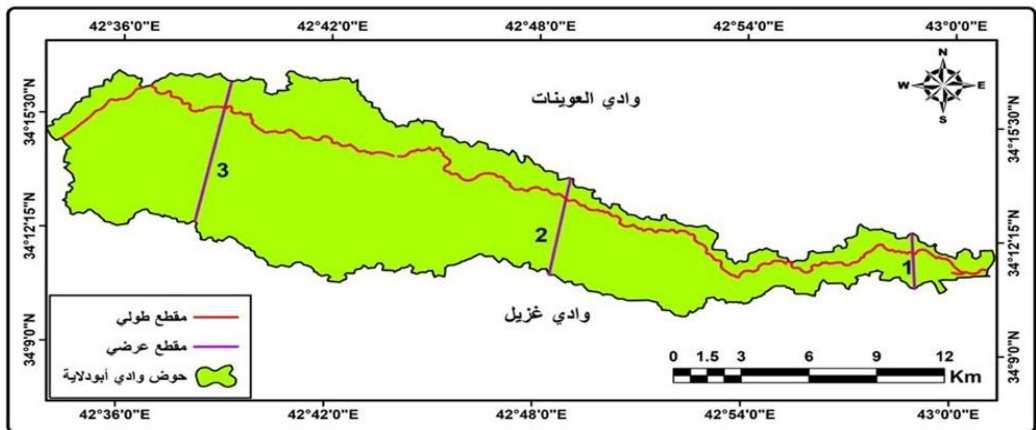 42°36'0"E 42°42'0"E 42°48'0"E 42°54'0"E 43°0'0"E
34°15'30"N
34°12'15"N
34°9'0"N
34°15'30"N
34°12'15"N
34°9'0"N
N
W E
S
وادي العوينات
3
2
1
وادي غزيل
مقطع طولي
مقطع عرضي
حوض وادي أبودلاية
0 1.5 3 6 9 12
Km
42°36'0"E 42°42'0"E 42°48'0"E 42°54'0"E 43°0'0"E